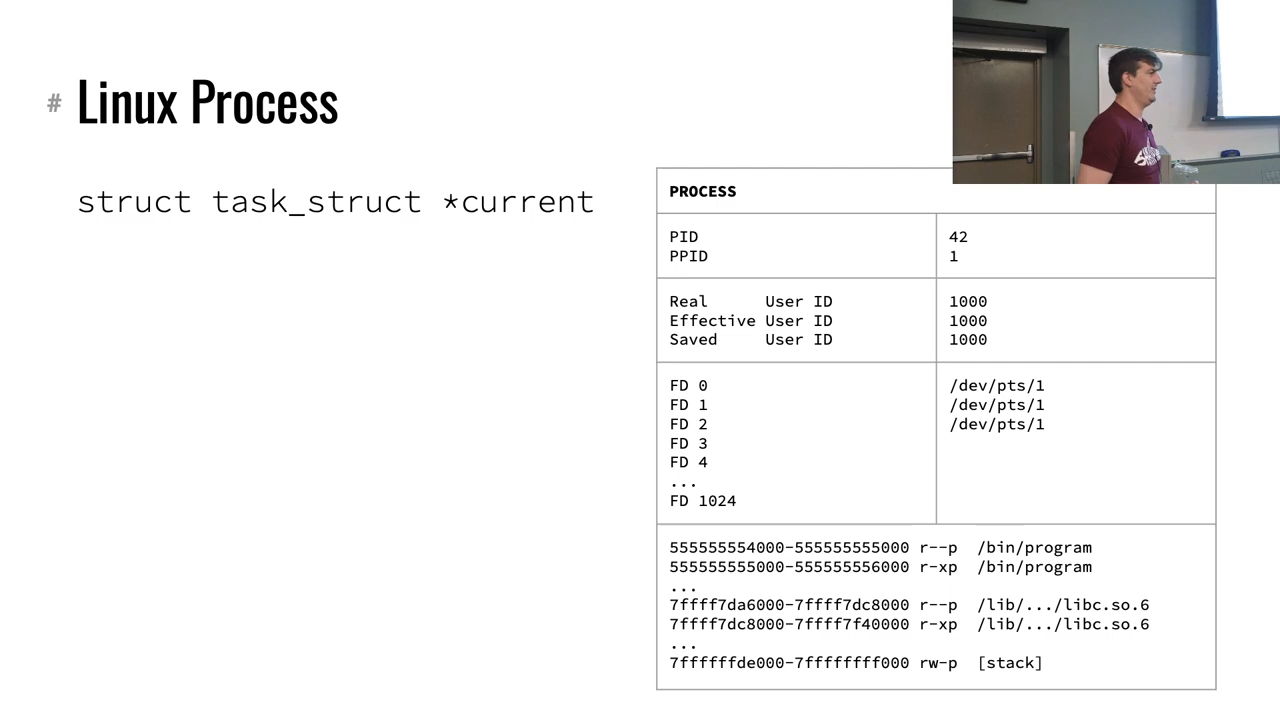 # Linux Process
struct task_struct *current
PROCESS
PID 42
PPID 1
Real User ID 1000
Effective User ID 1000
Saved User ID 1000
FD 0 /dev/pts/1
FD 1 /dev/pts/1
FD 2 /dev/pts/1
FD 3
FD 4
...
FD 1024
555555554000-555555555000 r--p /bin/program
555555555000-555555556000 r-xp /bin/program
...
7ffff7da6000-7ffff7dc8000 r--p /lib/.../libc.so.6
7ffff7dc8000-7ffff7f40000 r-xp /lib/.../libc.so.6
...
7ffffffde000-7ffffffff000 rw-p [stack]